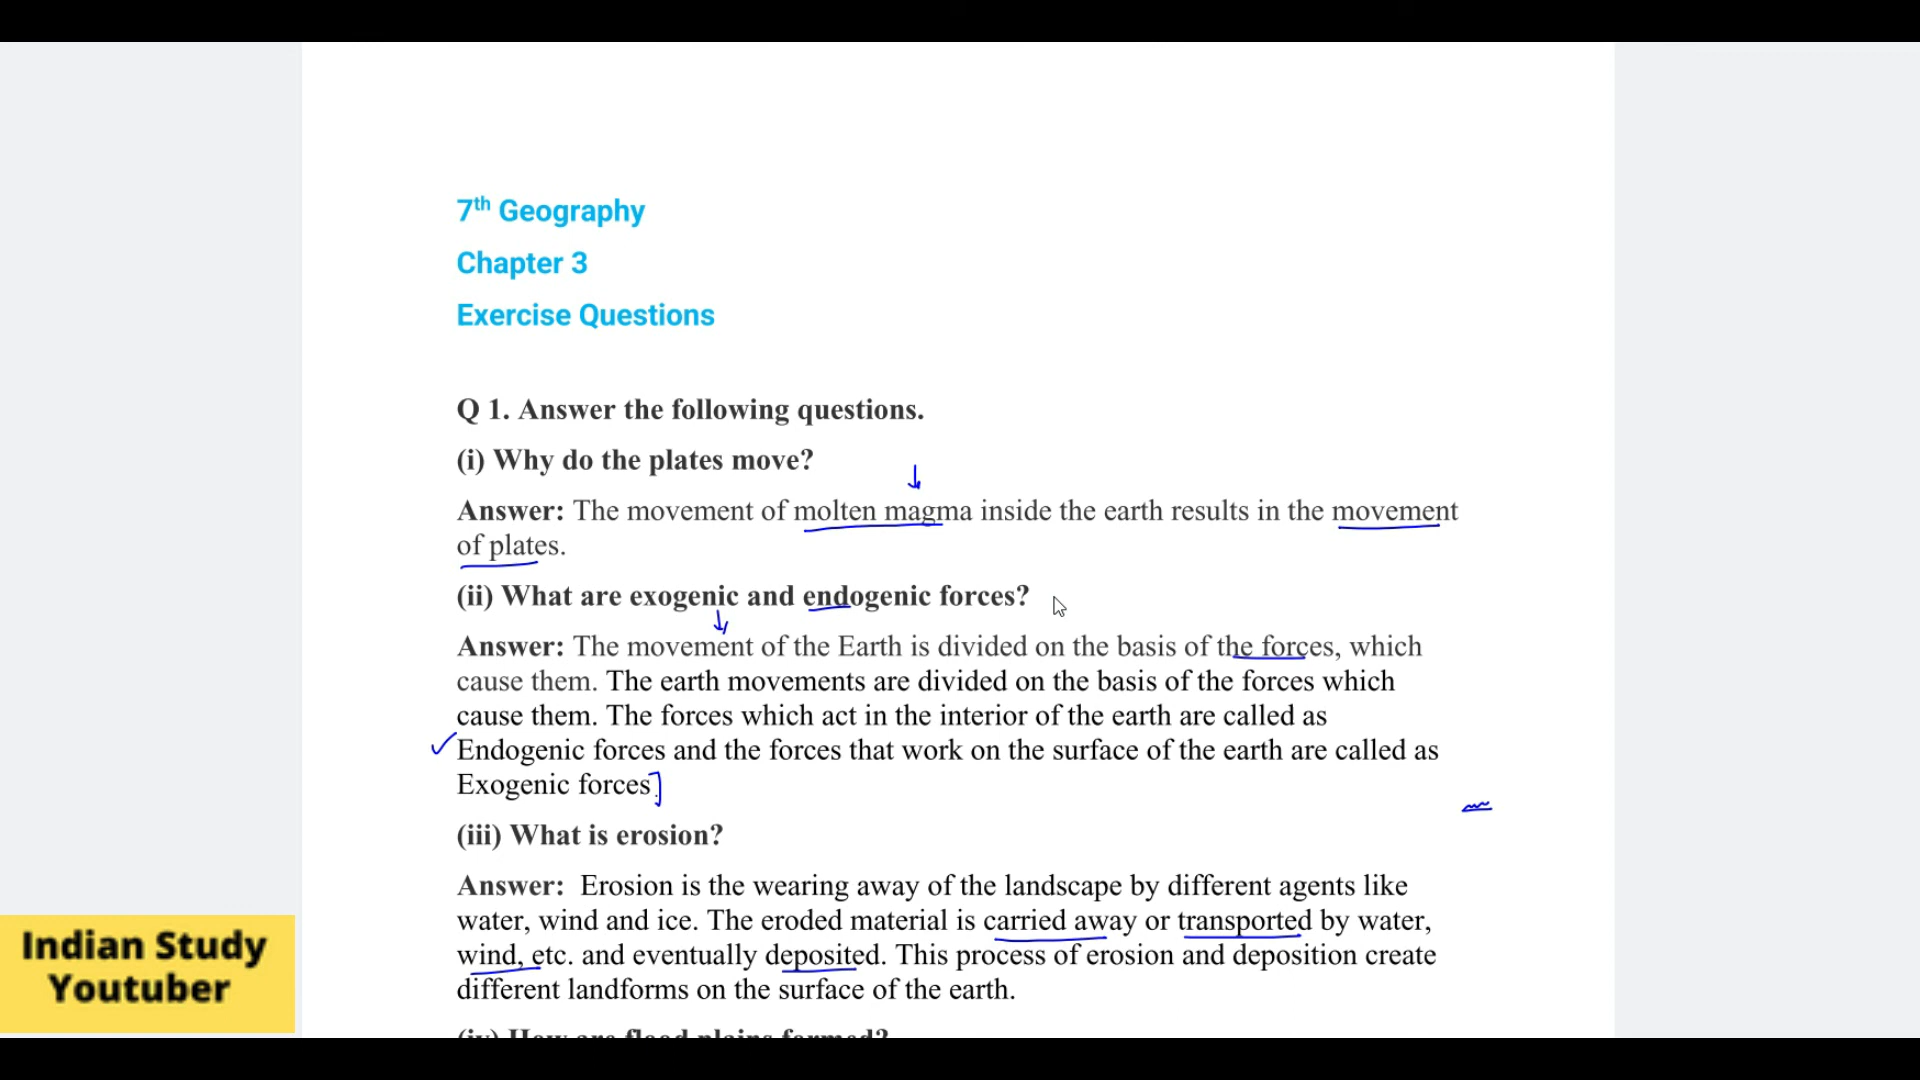 7th Geography
Chapter 3
Exercise Questions
Q 1. Answer the following questions.
(i) Why do the plates move?
Answer: The movement of molten magma inside the earth results in the movement
of plates.
(ii) What are exogenic and endogenic forces?
Answer: The movement of the Earth is divided on the basis of the forces, which
cause them. The earth movements are divided on the basis of the forces which
cause them. The forces which act in the interior of the earth are called as
Endogenic forces and the forces that work on the surface of the earth are called as
Exogenic forces.
(iii) What is erosion?
Answer: Erosion is the wearing away of the landscape by different agents like
water, wind and ice. The eroded material is carried away or transported by water,
wind, etc. and eventually deposited. This process of erosion and deposition create
different landforms on the surface of the earth.
(iv) How are flood plains formed?
Indian Study
Youtuber